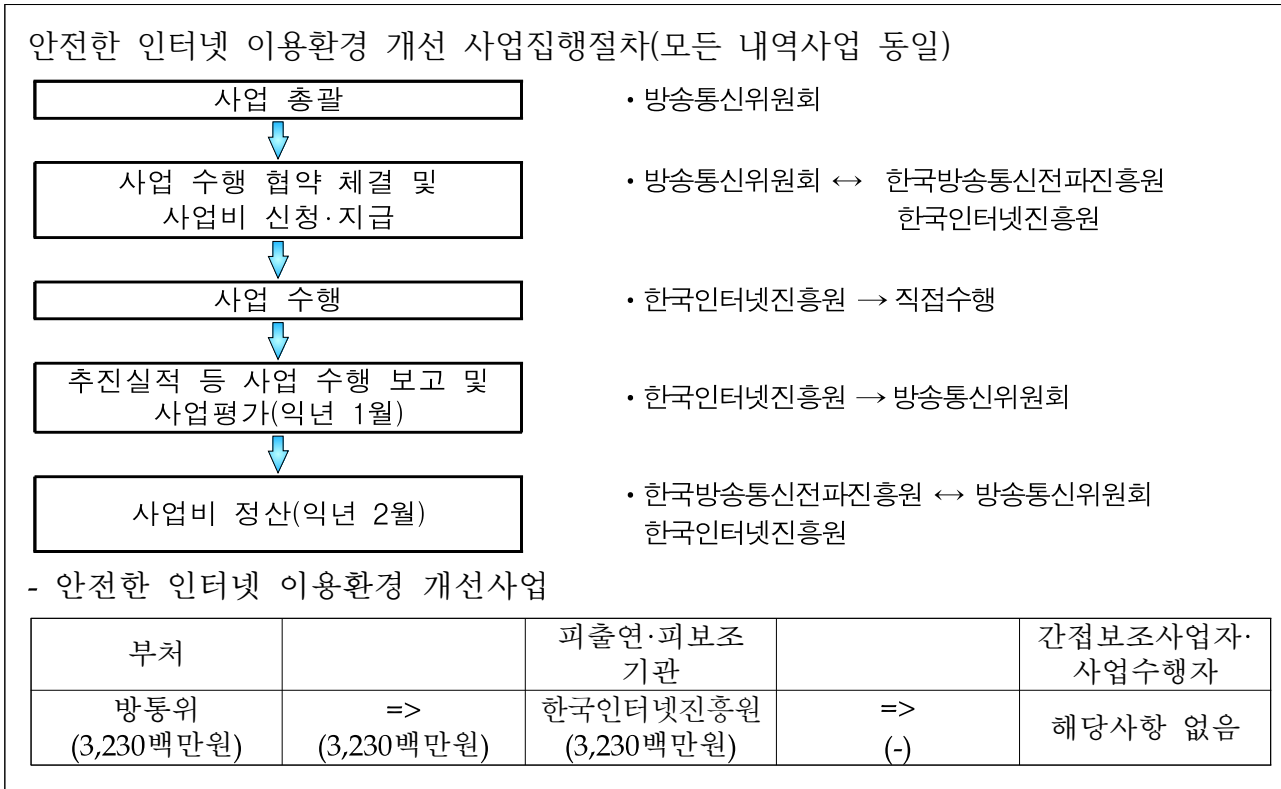 안전한 인터넷 이용환경 개선 사업집행절차(모든 내역사업 동일)
사업 총괄
• 방송통신위원회
사업 수행 협약 체결 및
사업비 신청·지급
• 방송통신위원회 ↔ 한국방송통신전파진흥원
한국인터넷진흥원
사업 수행
• 한국인터넷진흥원 → 직접수행
추진실적 등 사업 수행 보고 및
사업평가(익년 1월)
• 한국인터넷진흥원 → 방송통신위원회
사업비 정산(익년 2월)
• 한국방송통신전파진흥원 ↔ 방송통신위원회
한국인터넷진흥원
- 안전한 인터넷 이용환경 개선사업
부처 피출연·피보조 기관 간접보조사업자· 사업수행자
방통위 => 한국인터넷진흥원 => 해당사항 없음
(3,230백만원) (3,230백만원) (3,230백만원) (-)